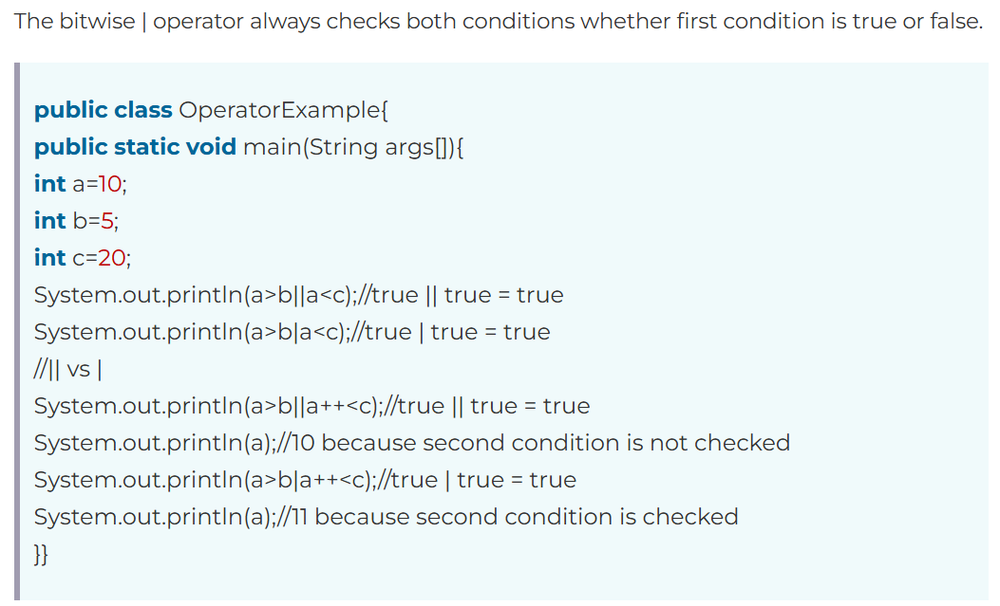 The bitwise | operator always checks both conditions whether first condition is true or false.
public class OperatorExample{
public static void main(String args[]){
int a=10;
int b=5;
int c=20;
System.out.println(a>b||a<c);//true || true = true
System.out.println(a>b|a<c);//true | true = true
//|| vs |
System.out.println(a>b||a++<c);//true || true = true
System.out.println(a);//10 because second condition is not checked
System.out.println(a>b|a++<c);//true | true = true
System.out.println(a);//11 because second condition is checked
}}